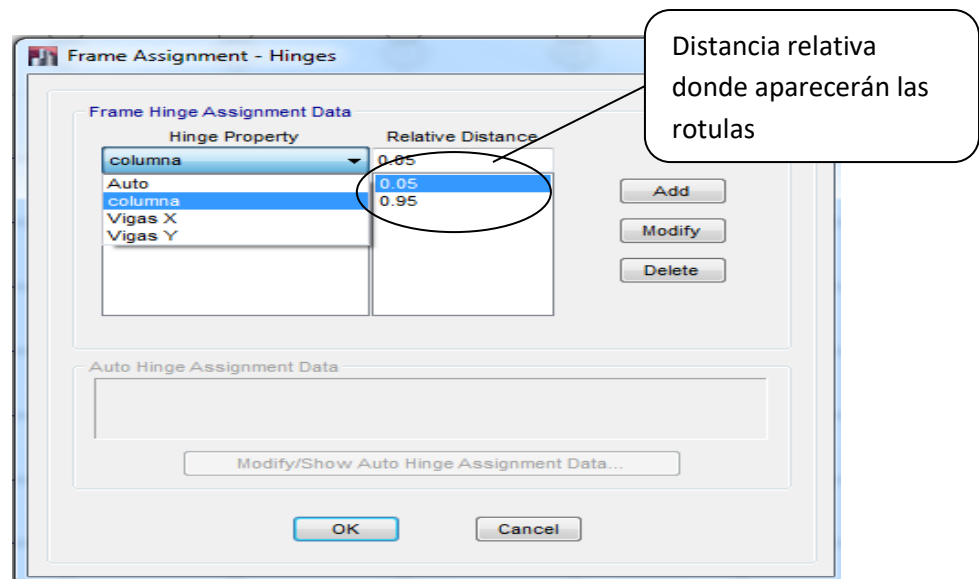 Distancia relativa
donde aparecerán las
rotulas
Frame Assignment - Hinges
Frame Hinge Assignment Data
Hinge Property Relative Distance
columna 0.05
Auto 0.05
columna 0.95
Vigas X
Vigas Y
Add
Modify
Delete
Auto Hinge Assignment Data
Modify/Show Auto Hinge Assignment Data...
OK Cancel